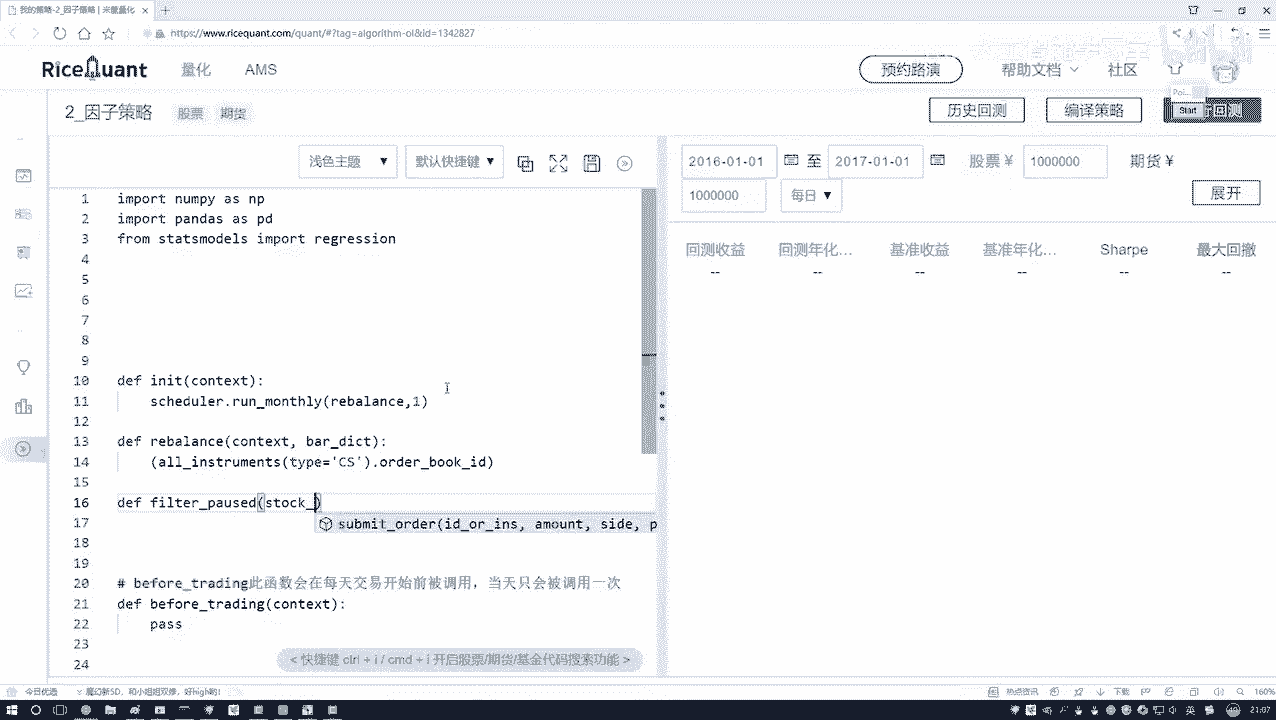 我的策略-2_因子策略 | 米筐量化
https://www.ricequant.com/quant/#?tag=algorithm-ol&id=1342827
RiceQuant 量化 AMS 预约路演 帮助文档 社区
2_因子策略 股票 期货 历史回测 编译策略
浅色主题 ▼ 默认快捷键 ▼
2016-01-01 至 2017-01-01 股票 ¥ 1000000 期货 ¥
1000000 每日 ▼ 展开
回测收益 回测年化... 基准收益 基准年化... Sharpe 最大回撤
-- -- -- -- -- --
1 import numpy as np
2 import pandas as pd
3 from statsmodels import regression
4
5
6
7
8
9
10 def init(context):
11 scheduler.run_monthly(rebalance,1)
12
13 def rebalance(context, bar_dict):
14 (all_instruments(type='CS').order_book_id)
15
16 def filter_paused(stock_)
17 submit_order(id_or_ins, amount, side, p
18
19
20 # before_trading此函数会在每天交易开始前被调用，当天只会被调用一次
21 def before_trading(context):
22 pass
23
24
< 快捷键 ctrl + i / cmd + i 开启股票/期货/基金代码搜索功能 >
今日优选 魔幻新5D，和小姐姐双修，好high的! 热点资讯 下载 160%
21:07